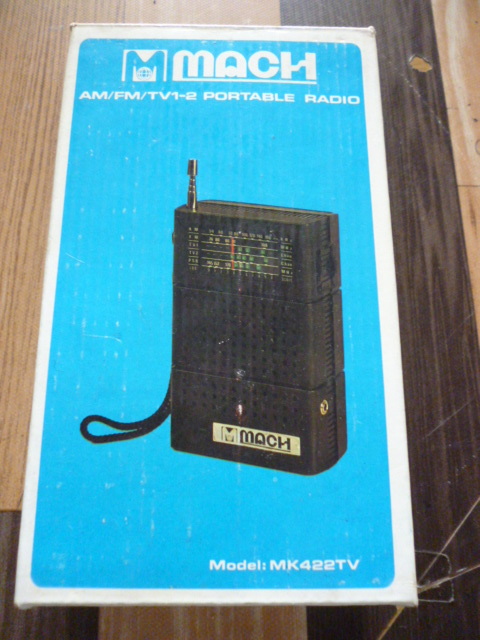 MACH
AM/FM/TV1-2 PORTABLE RADIO
MACH
Model: MK422TV